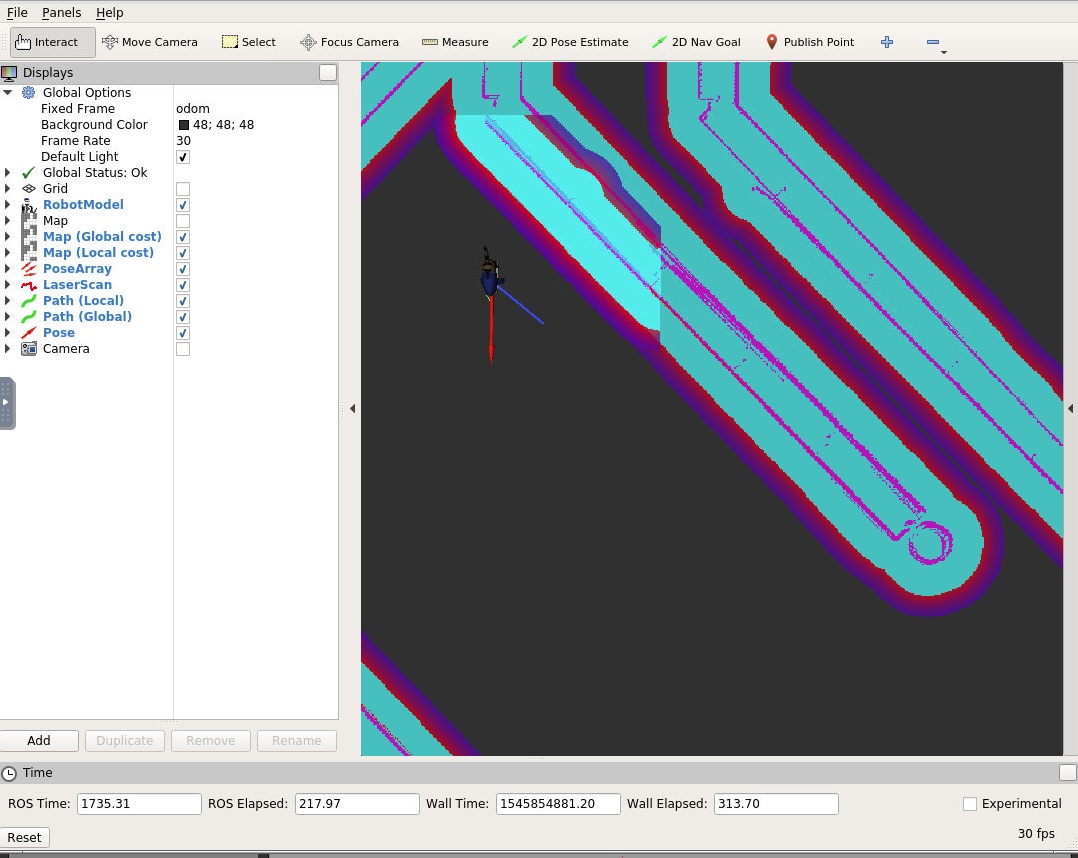 File Panels Help
Interact Move Camera Select Focus Camera Measure 2D Pose Estimate 2D Nav Goal Publish Point
Displays
Global Options
Fixed Frame odom
Background Color 48; 48; 48
Frame Rate 30
Default Light
Global Status: Ok
Grid
RobotModel
Map
Map (Global cost)
Map (Local cost)
PoseArray
LaserScan
Path (Local)
Path (Global)
Pose
Camera
Add Duplicate Remove Rename
Time
ROS Time: 1735.31 ROS Elapsed: 217.97 Wall Time: 1545854881.20 Wall Elapsed: 313.70 Experimental
Reset 30 fps